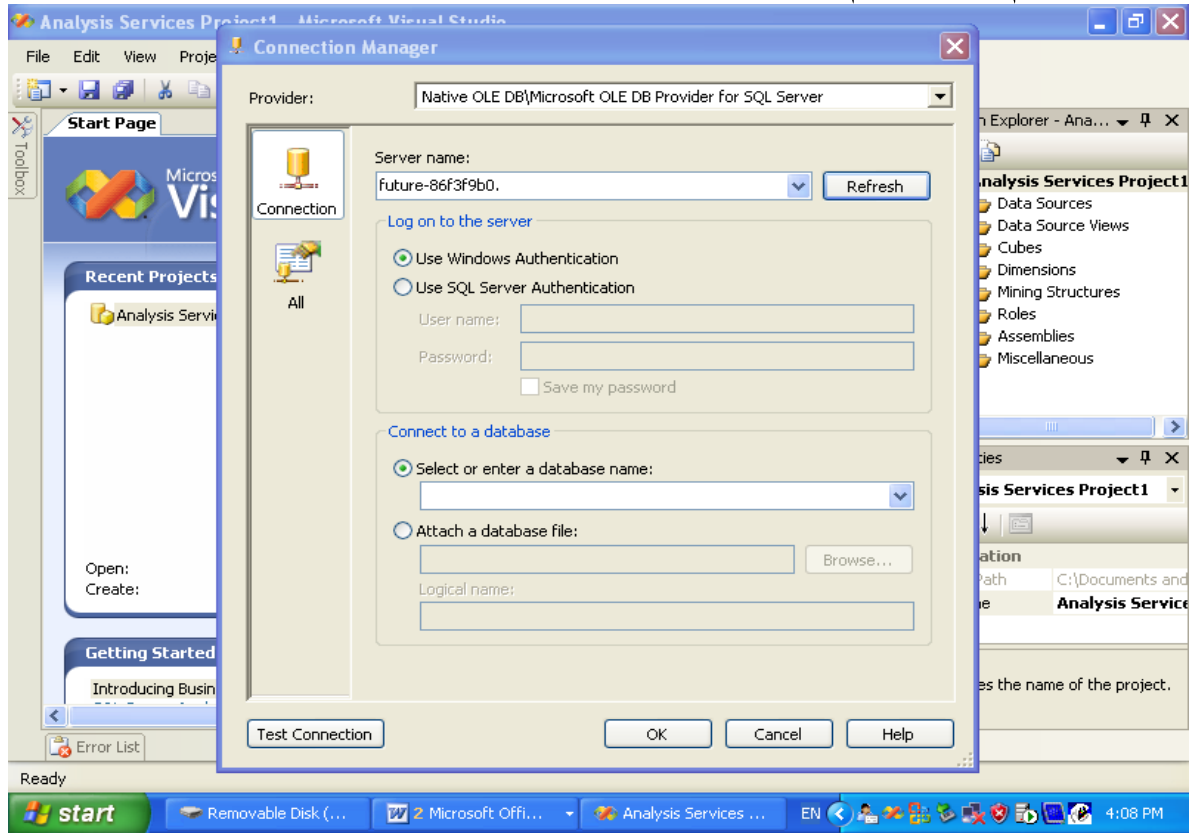 Analysis Services Project1 - Microsoft Visual Studio
File Edit View Proje
Connection Manager
Provider:
Native OLE DB\Microsoft OLE DB Provider for SQL Server
Toolbox
Start Page
Micros
Vis
Recent Projects
Analysis Servi
Open:
Create:
Getting Started
Introducing Busin
Connection
All
Server name:
future-86f3f9b0.
Refresh
Log on to the server
Use Windows Authentication
Use SQL Server Authentication
User name:
Password:
Save my password
Connect to a database
Select or enter a database name:
Attach a database file:
Browse...
Logical name:
Test Connection
OK
Cancel
Help
n Explorer - Ana...
Analysis Services Project1
Data Sources
Data Source Views
Cubes
Dimensions
Mining Structures
Roles
Assemblies
Miscellaneous
ties
sis Services Project1
ation
Path C:\Documents and
e Analysis Service
es the name of the project.
Error List
Ready
start
Removable Disk (...
2 Microsoft Offi...
Analysis Services ...
EN
4:08 PM